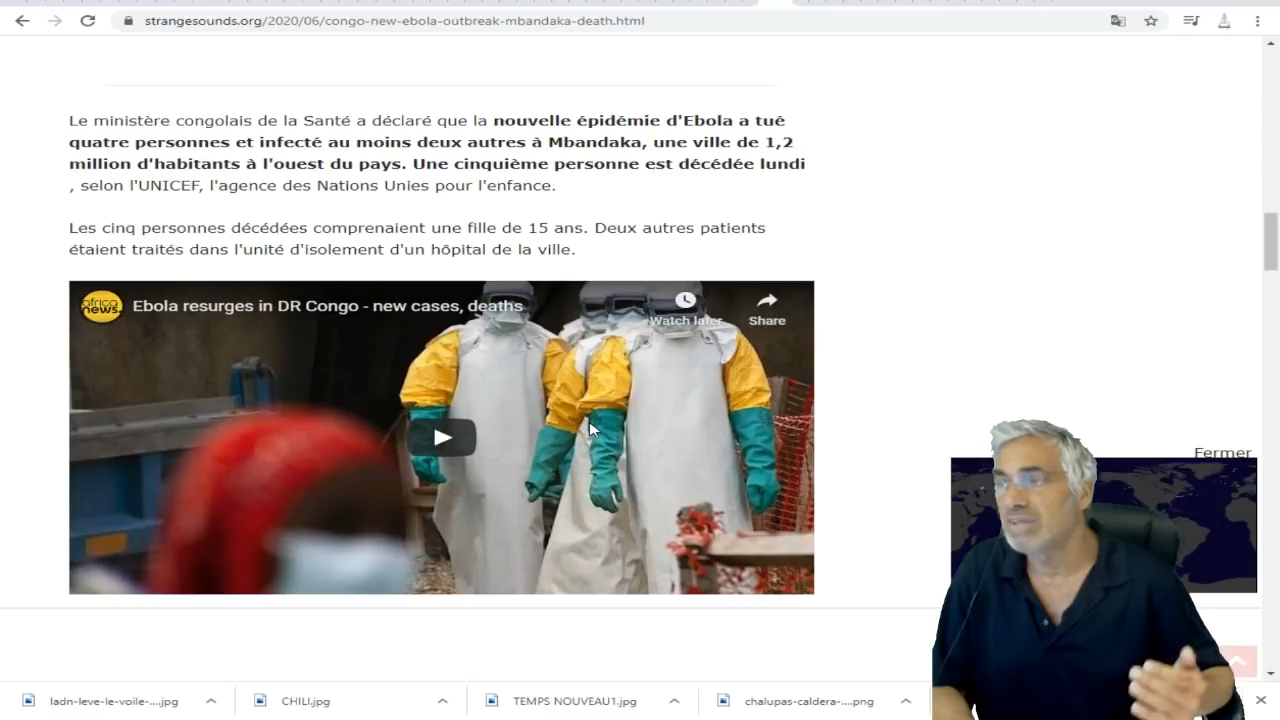 strangesounds.org/2020/06/congo-new-ebola-outbreak-mbandaka-death.html
Le ministère congolais de la Santé a déclaré que la nouvelle épidémie d'Ebola a tué
quatre personnes et infecté au moins deux autres à Mbandaka, une ville de 1,2
million d'habitants à l'ouest du pays. Une cinquième personne est décédée lundi
, selon l'UNICEF, l'agence des Nations Unies pour l'enfance.
Les cinq personnes décédées comprenaient une fille de 15 ans. Deux autres patients
étaient traités dans l'unité d'isolement d'un hôpital de la ville.
africa
news.
Ebola resurges in DR Congo - new cases, deaths
Watch later
Share
Fermer
ladn-leve-le-voile-....jpg
CHILI.jpg
TEMPS NOUVEAU1.jpg
chalupas-caldera-....png